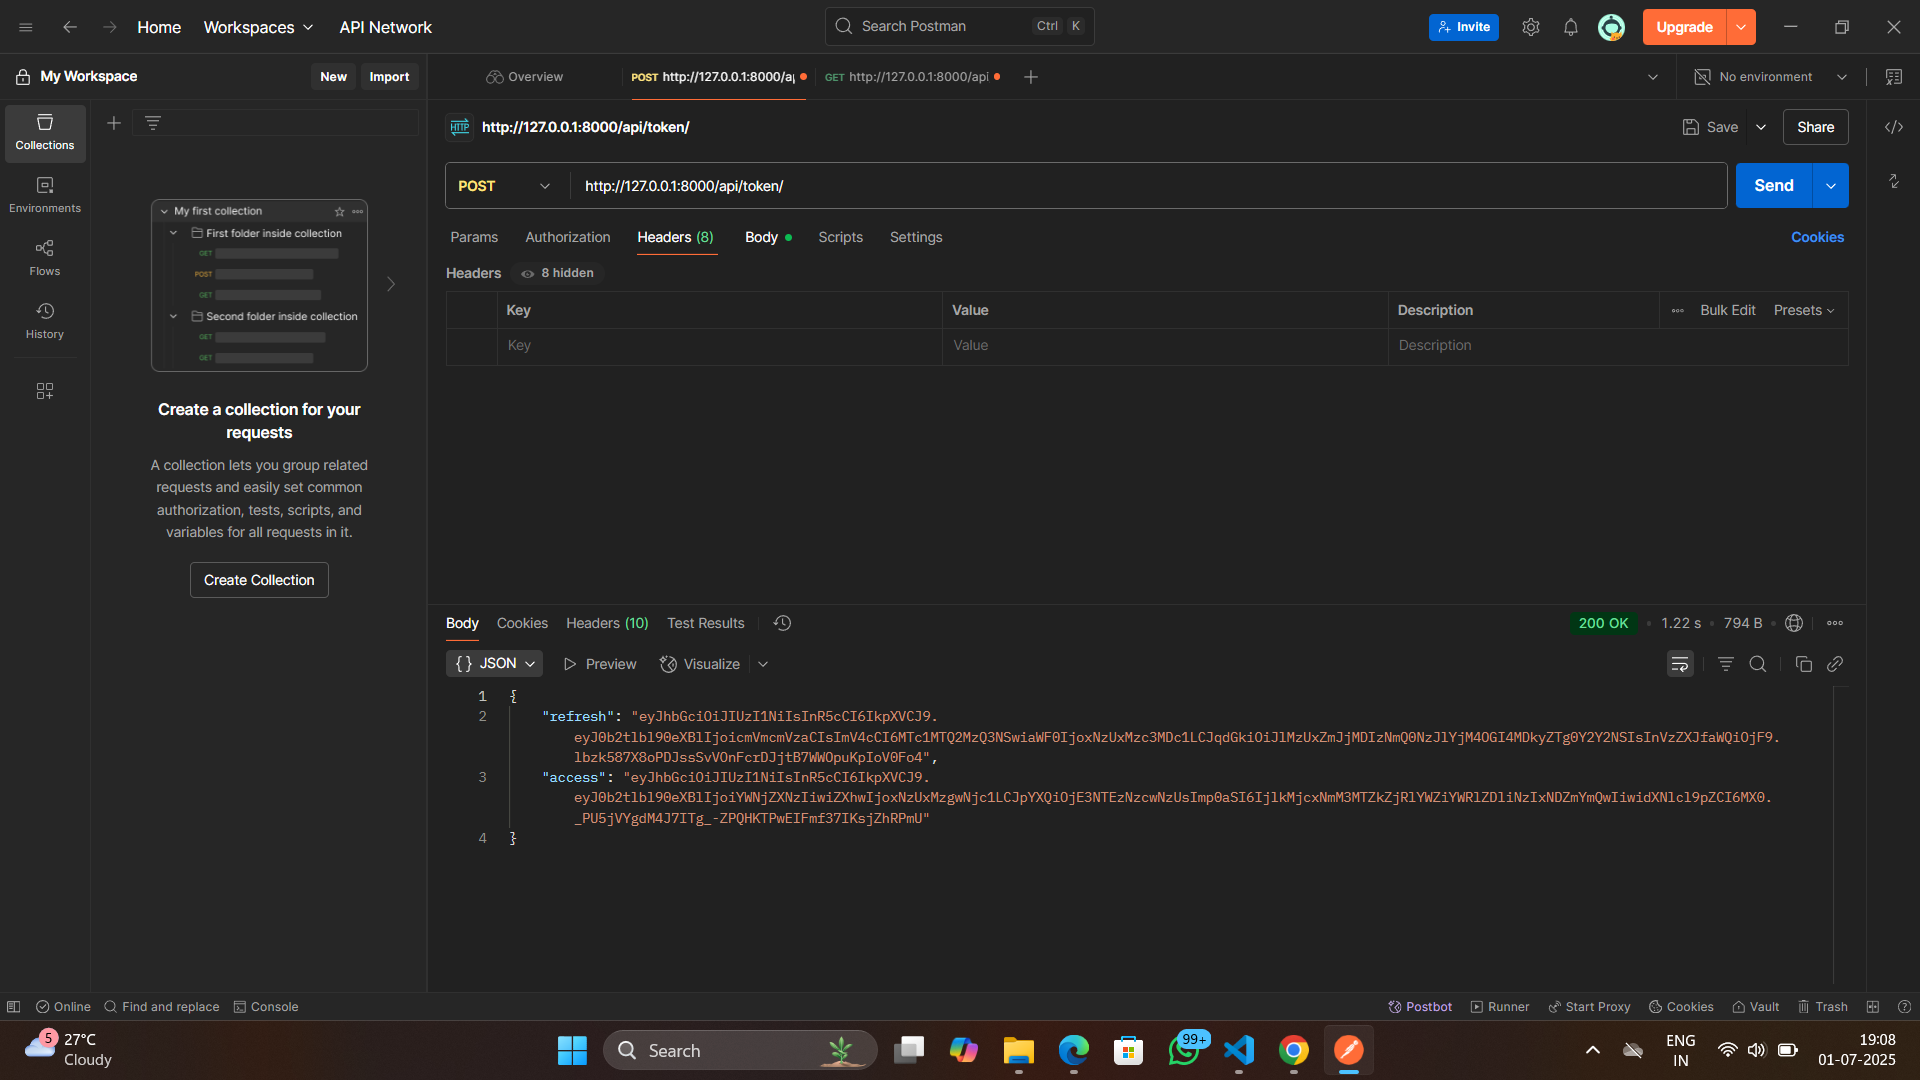 Home
Workspaces
API Network
Search Postman
Ctrl
K
Invite
Upgrade
My Workspace
New
Import
Overview
POST http://127.0.0.1:8000/a
GET http://127.0.0.1:8000/api
No environment
Collections
Environments
Flows
History
My first collection
First folder inside collection
GET
POST
GET
Second folder inside collection
GET
GET
Create a collection for your
requests
A collection lets you group related
requests and easily set common
authorization, tests, scripts, and
variables for all requests in it.
Create Collection
HTTP
http://127.0.0.1:8000/api/token/
Save
Share
POST
http://127.0.0.1:8000/api/token/
Send
Params
Authorization
Headers (8)
Body
Scripts
Settings
Cookies
Headers
8 hidden
Key
Value
Description
Bulk Edit
Presets
Key
Value
Description
Body
Cookies
Headers (10)
Test Results
200 OK
1.22 s
794 B
{} JSON
Preview
Visualize
1 {
2 "refresh": "eyJhbGciOiJIUzI1NiIsInR5cCI6IkpXVCJ9.
eyJ0b2tlbl90eXBlIjoicmVmcmVzaCIsImV4cCI6MTc1MTQ2MzQ3NSwiaWF0IjoxNzUxMzc3MDc1LCJqdGkiOiJlMzUxZmJjMDIzNmQ0NzJlYjM4OGI4MDkyZTg0Y2Y2NSIsInVzZXJfaWQiOjF9.
lbzk587X8oPDJssSvVOnFcrDJjtB7WWOpuKpIoV0Fo4",
3 "access": "eyJhbGciOiJIUzI1NiIsInR5cCI6IkpXVCJ9.
eyJ0b2tlbl90eXBlIjoiYWNjZXNzIiwiZXhwIjoxNzUxMzgwNjc1LCJpYXQiOjE3NTEzNzcwNzUsImp0aSI6IjlkMjcxNmM3MTZkZjRlYWZiYWRlZDliNzIxNDZmYmQwIiwidXNlcl9pZCI6MX0.
_PU5jVYgdM4J7ITg_-ZPQHKTPwEIFmf37IKsjZhRPmU"
4 }
Online
Find and replace
Console
Postbot
Runner
Start Proxy
Cookies
Vault
Trash
5
27°C
Cloudy
Search
99+
ENG
IN
19:08
01-07-2025